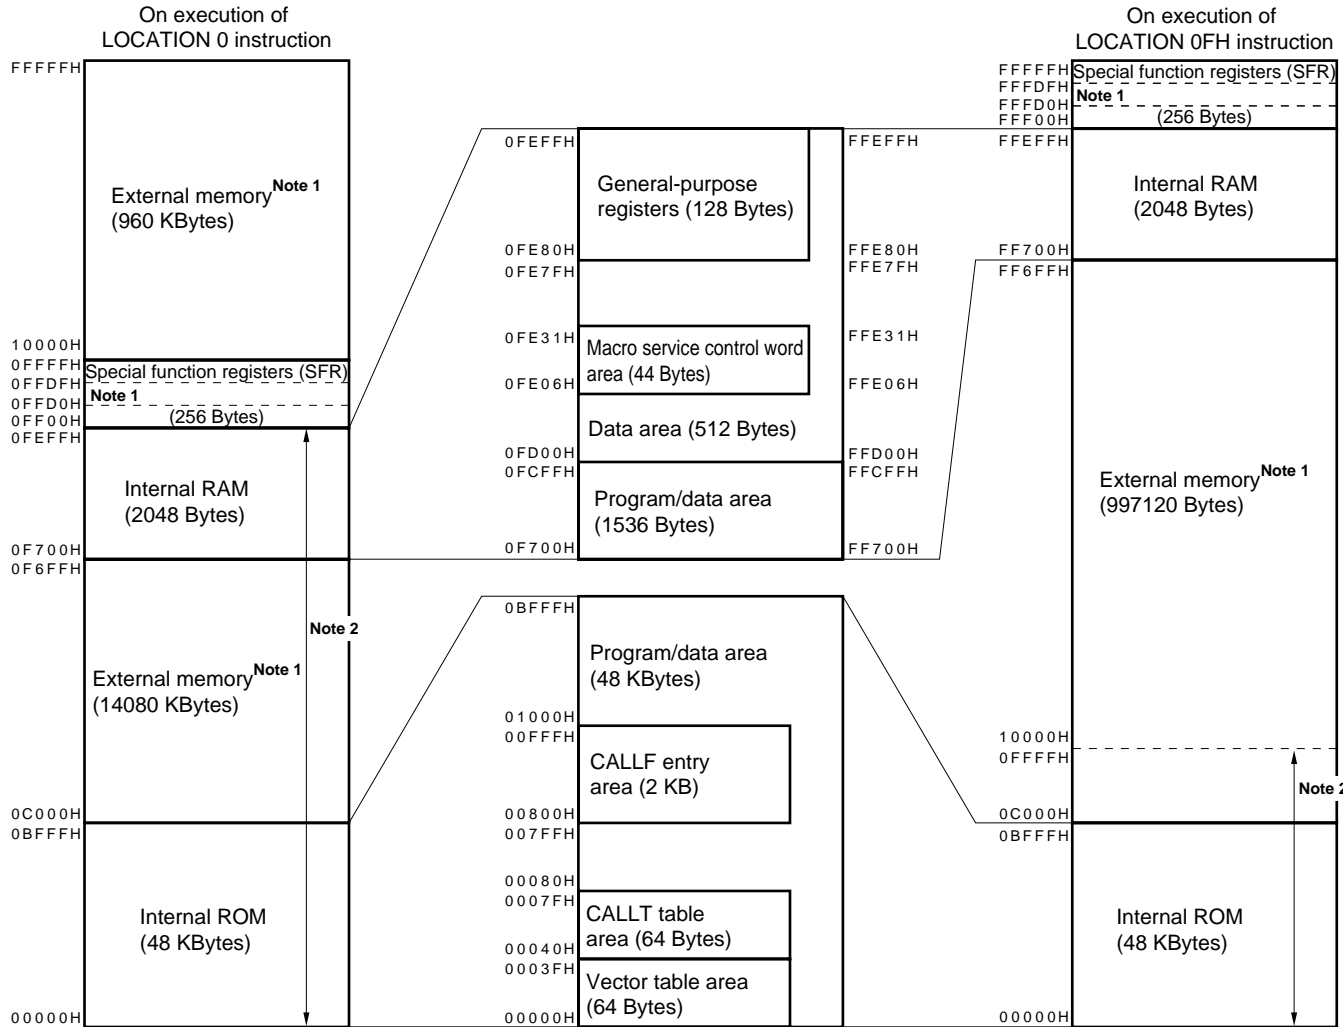 On execution of
LOCATION 0 instruction
FFFFFH
External memory Note 1
(960 KBytes)
10000H
0FFFFH
Special function registers (SFR)
0FFDFH
Note 1
0FFD0H
(256 Bytes)
0FF00H
0FEFFH
Internal RAM
(2048 Bytes)
0F700H
0F6FFH
Note 2
External memory Note 1
(14080 KBytes)
0C000H
0BFFFH
Internal ROM
(48 KBytes)
00000H
0FEFFH
FFEFFH
General-purpose
registers (128 Bytes)
0FE80H
FFE80H
0FE7FH
FFE7FH
0FE31H
FFE31H
Macro service control word
area (44 Bytes)
0FE06H
FFE06H
Data area (512 Bytes)
0FD00H
FFD00H
0FCFFH
FFCFFH
Program/data area
(1536 Bytes)
0F700H
FF700H
0BFFFH
Program/data area
(48 KBytes)
01000H
00FFFH
CALLF entry
area (2 KB)
00800H
007FFH
00080H
0007FH
CALLT table
area (64 Bytes)
00040H
0003FH
Vector table area
(64 Bytes)
00000H
On execution of
LOCATION 0FH instruction
FFFFFH
Special function registers (SFR)
FFFDFH
Note 1
FFFD0H
(256 Bytes)
FFF00H
FFEFFH
Internal RAM
(2048 Bytes)
FF700H
FF6FFH
External memory Note 1
(997120 Bytes)
10000H
0FFFFH
Note 2
0C000H
0BFFFH
Internal ROM
(48 KBytes)
00000H